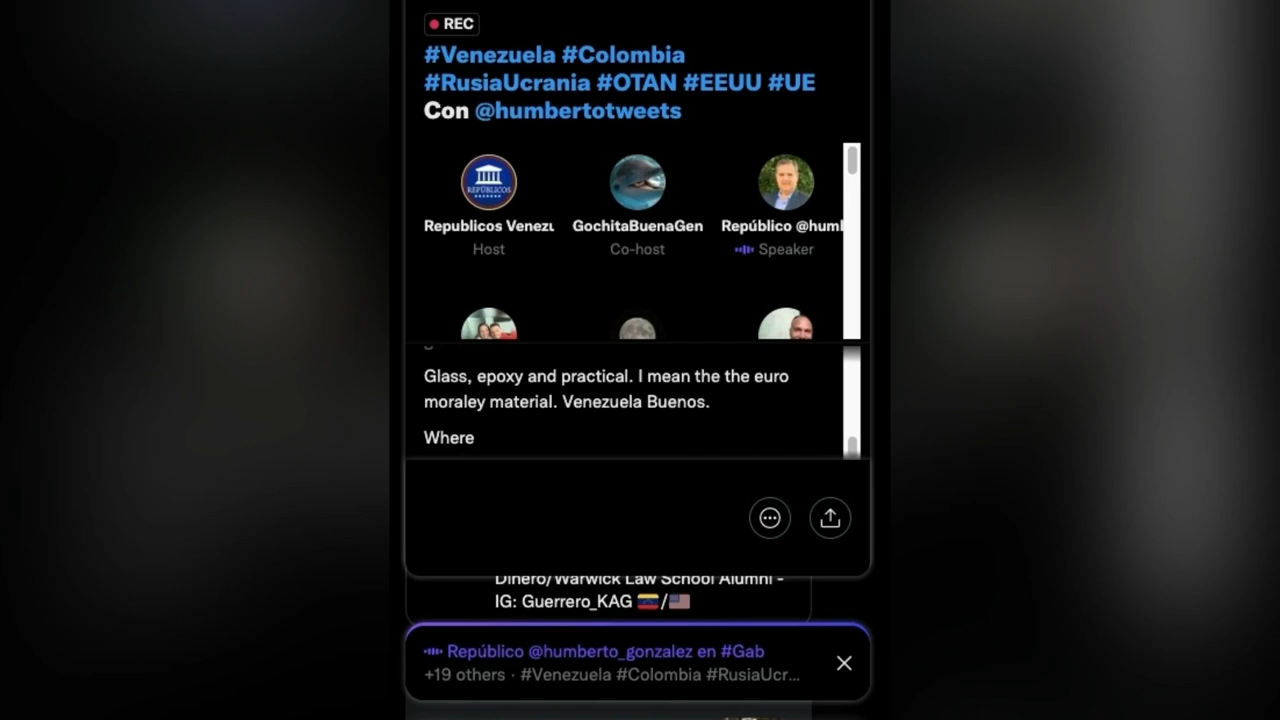 REC
#Venezuela #Colombia
#RusiaUcrania #OTAN #EEUU #UE
Con @humbertotweets
REPÚBLICOS
Republicos Venezu
GochitaBuenaGen
Repúblico @huml
Host
Co-host
Speaker
Glass, epoxy and practical. I mean the the euro
moraley material. Venezuela Buenos.
Where
Dinero/Warwick Law School Alumni -
IG: Guerrero_KAG 🇻🇪/🇺🇸
Repúblico @humberto_gonzalez en #Gab
+19 others · #Venezuela #Colombia #RusiaUcr...